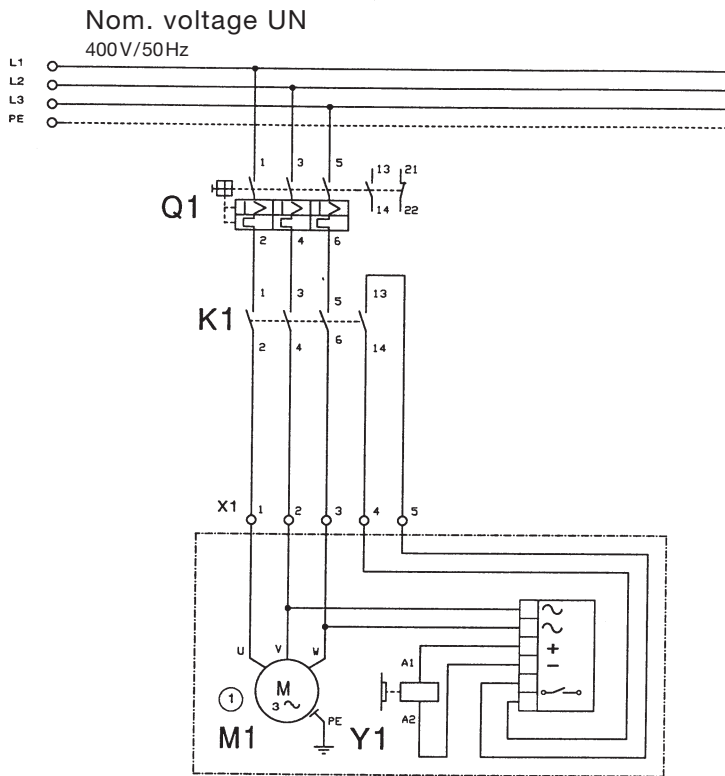 Nom. voltage UN
400V/50Hz
L1
L2
L3
PE
1 3 5 13 21
Q1
14 22
2 4 6
1 3 5 13
K1
2 4 6 14
X1 1 2 3 4 5
U V W
+
A1 −
M
3 ~
1
PE
A2
M1 Y1